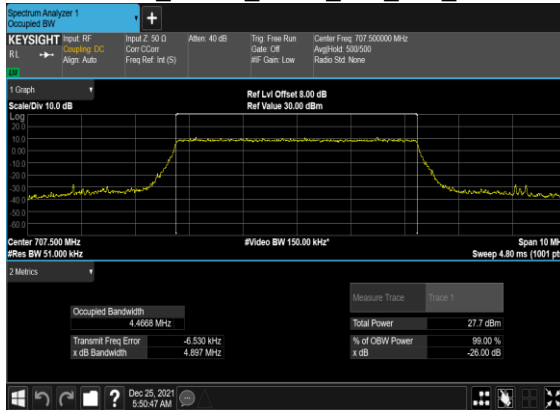 Spectrum Analyzer 1
Occupied BW
KEYSIGHT
Input: RF
Coupling: DC
Align: Auto
Input Z: 50 Ω
Corr CCorr
Freq Ref: Int (S)
Atten: 40 dB
Trig: Free Run
Gate: Off
#IF Gain: Low
Center Freq: 707.500000 MHz
Avg|Hold: 500/500
Radio Std: None
RL
LXI
1 Graph
Scale/Div 10.0 dB
Ref Lvl Offset 8.00 dB
Ref Value 30.00 dBm
Log
20.0
10.0
0.00
-10.0
-20.0
-30.0
-40.0
-50.0
-60.0
Center 707.500 MHz
#Video BW 150.00 kHz*
Span 10 MH
#Res BW 51.000 kHz
Sweep 4.80 ms (1001 pt
2 Metrics
Measure Trace
Trace 1
Occupied Bandwidth
4.4668 MHz
Total Power
27.7 dBm
Transmit Freq Error
-6.530 kHz
% of OBW Power
99.00 %
x dB Bandwidth
4.897 MHz
x dB
-26.00 dB
Dec 25, 2021
5:50:47 AM